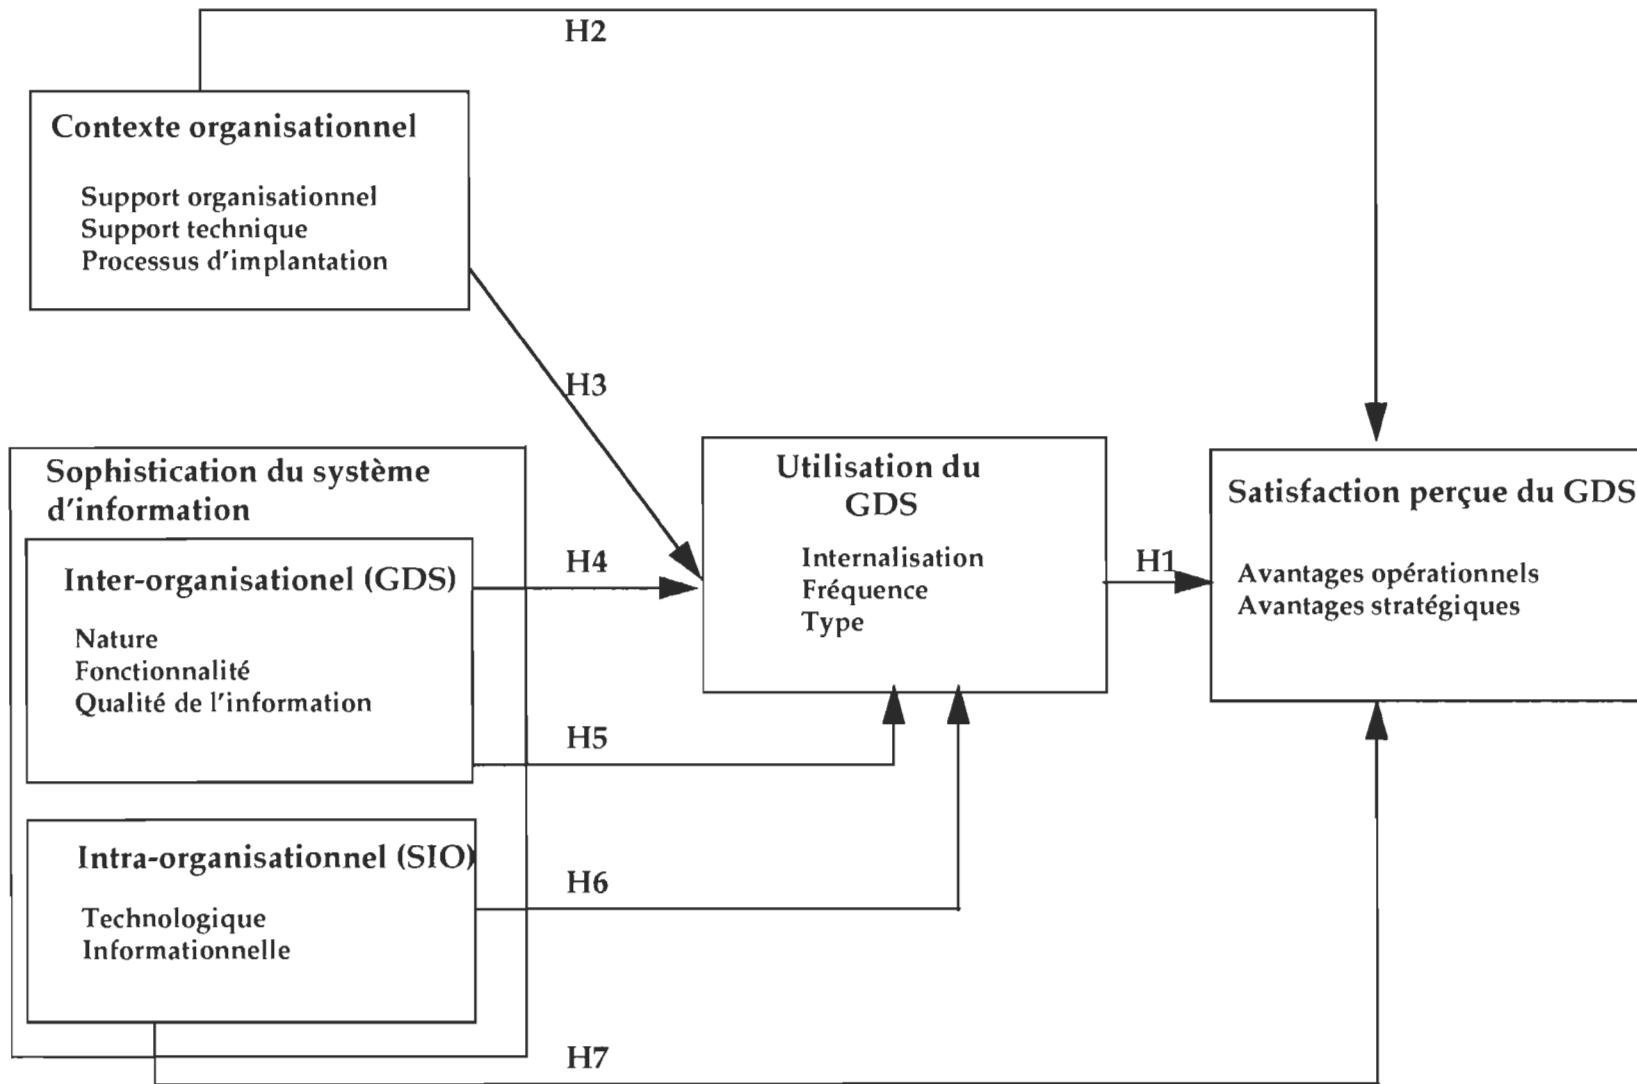 H2
Contexte organisationnel
Support organisationnel
Support technique
Processus d'implantation
H3
Sophistication du système
d'information
Inter-organisationel (GDS)
Nature
Fonctionnalité
Qualité de l'information
H4
H5
Utilisation du
GDS
Internalisation
Fréquence
Type
H1
Satisfaction perçue du GDS
Avantages opérationnels
Avantages stratégiques
Intra-organisationnel (SIO)
Technologique
Informationnelle
H6
H7